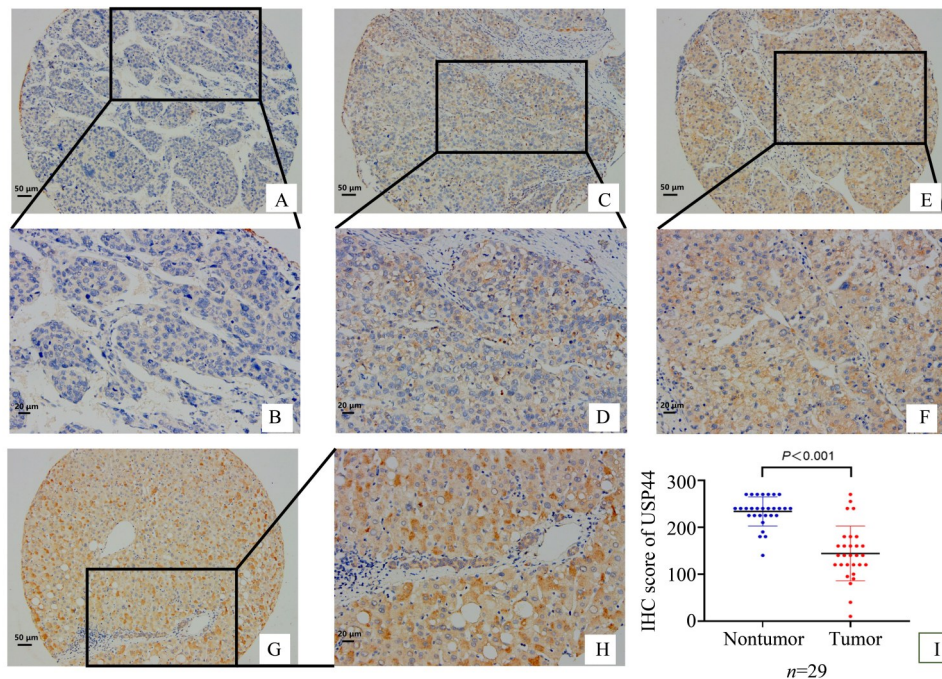 50 μm
A
50 μm
C
50 μm
E
20 μm
B
20 μm
D
20 μm
F
50 μm
G
20 μm
H
P<0.001
IHC score of USP44
300
200
100
0
Nontumor
Tumor
n=29
I